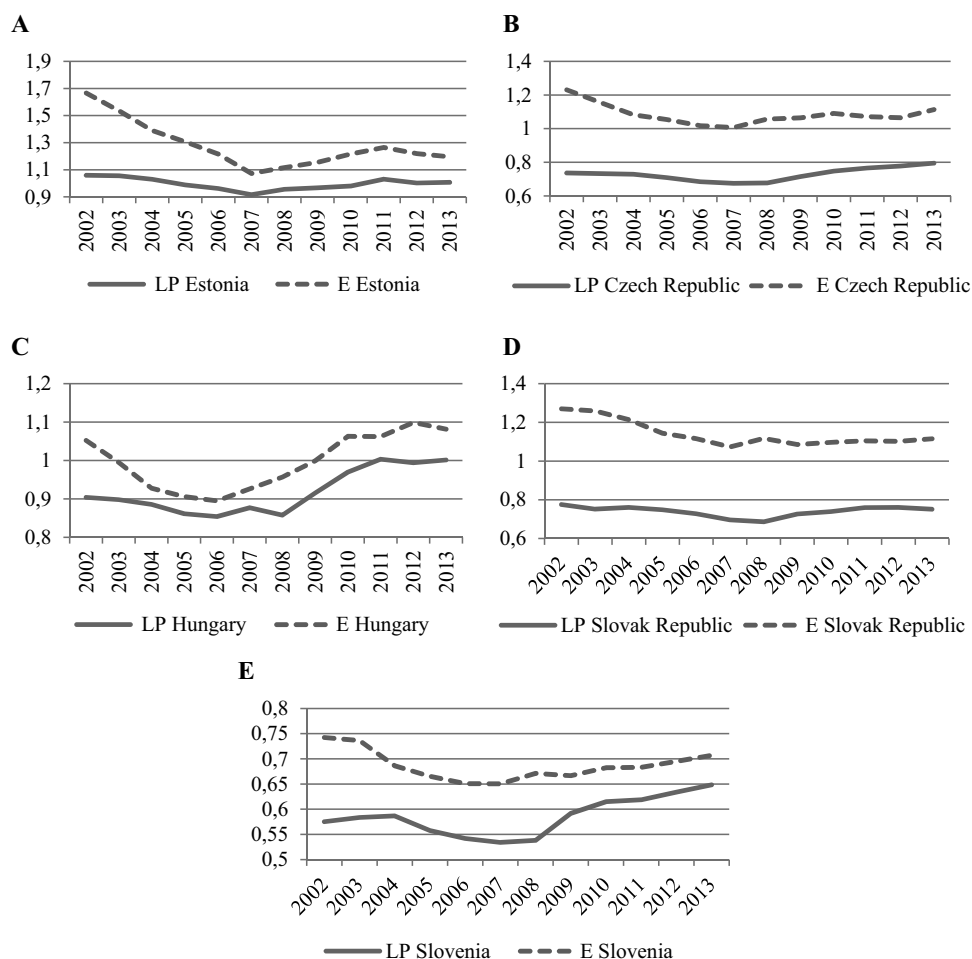 A
1,9
1,7
1,5
1,3
1,1
0,9
2002 2003 2004 2005 2006 2007 2008 2009 2010 2011 2012 2013
LP Estonia E Estonia
B
1,4
1,2
1
0,8
0,6
2002 2003 2004 2005 2006 2007 2008 2009 2010 2011 2012 2013
LP Czech Republic E Czech Republic
C
1,2
1,1
1
0,9
0,8
2002 2003 2004 2005 2006 2007 2008 2009 2010 2011 2012 2013
LP Hungary E Hungary
D
1,4
1,2
1
0,8
0,6
2002 2003 2004 2005 2006 2007 2008 2009 2010 2011 2012 2013
LP Slovak Republic E Slovak Republic
E
0,8
0,75
0,7
0,65
0,6
0,55
0,5
2002 2003 2004 2005 2006 2007 2008 2009 2010 2011 2012 2013
LP Slovenia E Slovenia